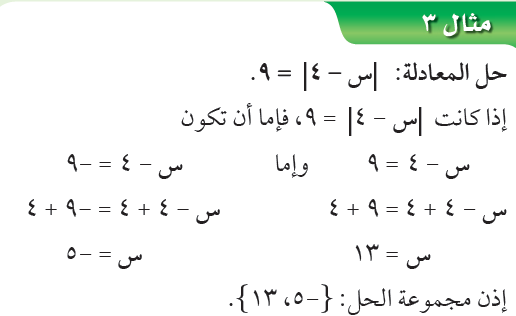 مثال ٣
حل المعادلة: |س − ٤| = ٩.
إذا كانت |س − ٤| = ٩، فإما أن تكون
س − ٤ = ٩ وإما س − ٤ = −٩
س − ٤ + ٤ = ٩ + ٤ س − ٤ + ٤ = −٩ + ٤
س = ١٣ س = −٥
إذن مجموعة الحل: {−٥، ١٣}.